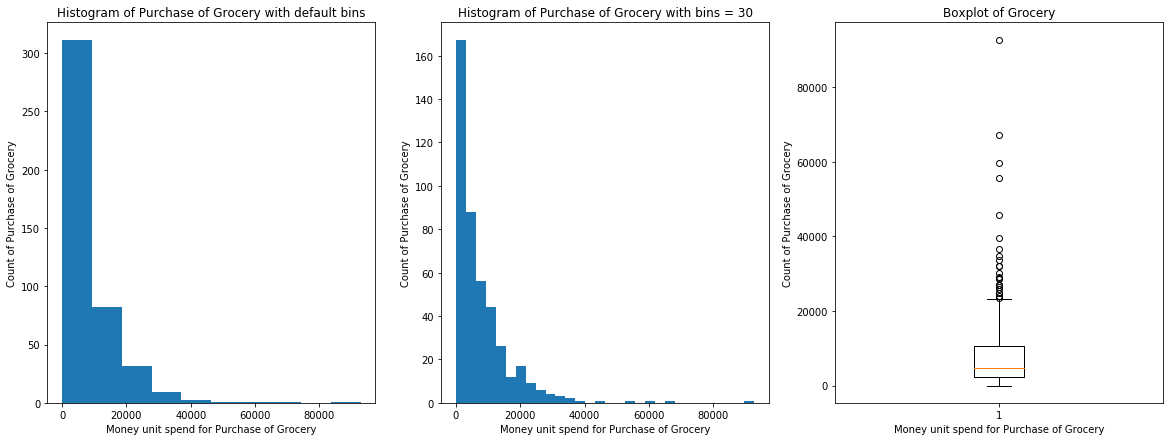 Histogram of Purchase of Grocery with default bins
Count of Purchase of Grocery
300
250
200
150
100
50
0
0 20000 40000 60000 80000
Money unit spend for Purchase of Grocery
Histogram of Purchase of Grocery with bins = 30
Count of Purchase of Grocery
160
140
120
100
80
60
40
20
0
0 20000 40000 60000 80000
Money unit spend for Purchase of Grocery
Boxplot of Grocery
Count of Purchase of Grocery
80000
60000
40000
20000
0
1
Money unit spend for Purchase of Grocery